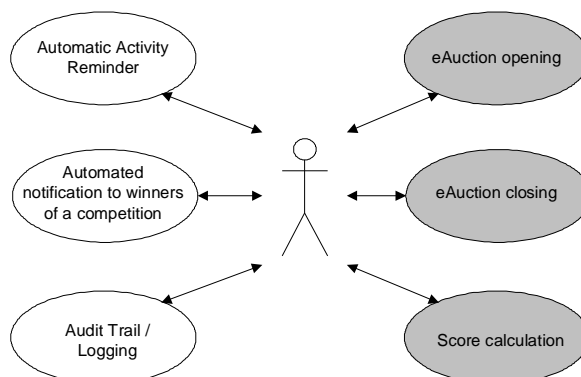 Automatic Activity
Reminder
eAuction opening
Automated
notification to winners
of a competition
eAuction closing
Audit Trail /
Logging
Score calculation